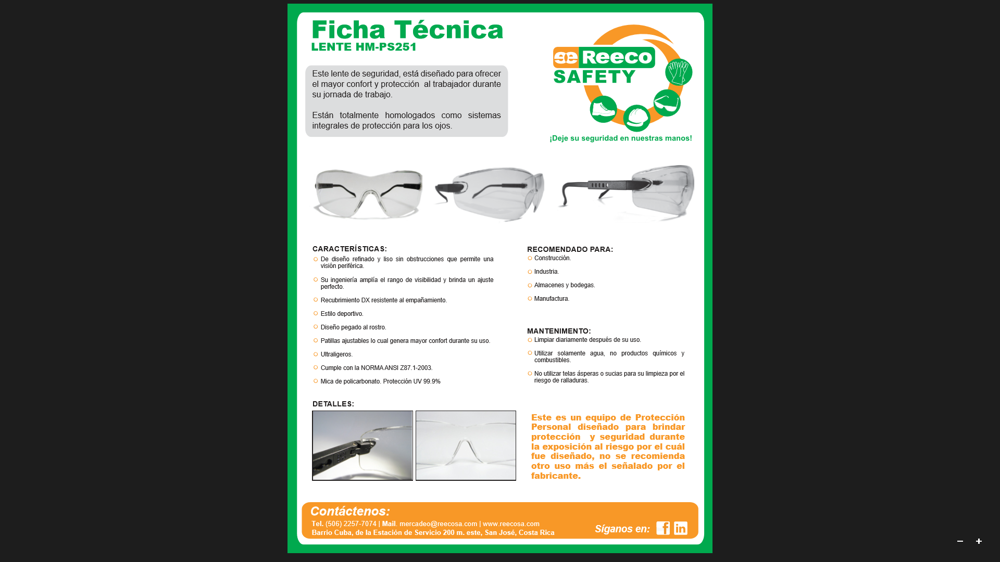 Ficha Técnica
LENTE HM-PS251
Este lente de seguridad, está diseñado para ofrecer
el mayor confort y protección al trabajador durante
su jornada de trabajo.
Están totalmente homologados como sistemas
integrales de protección para los ojos.
Reeco
SAFETY
¡Deje su seguridad en nuestras manos!
CARACTERÍSTICAS:
De diseño refinado y liso sin obstrucciones que permite una
visión periférica.
Su ingeniería amplía el rango de visibilidad y brinda un ajuste
perfecto.
Recubrimiento DX resistente al empañamiento.
Estilo deportivo.
Diseño pegado al rostro.
Patillas ajustables lo cual genera mayor confort durante su uso.
Ultraligeros.
Cumple con la NORMA ANSI Z87.1-2003.
Mica de policarbonato. Protección UV 99.9%
RECOMENDADO PARA:
Construcción.
Industria.
Almacenes y bodegas.
Manufactura.
MANTENIMENTO:
Limpiar diariamente después de su uso.
Utilizar solamente agua, no productos químicos y
combustibles.
No utilizar telas ásperas o sucias para su limpieza por el
riesgo de ralladuras.
DETALLES:
Este es un equipo de Protección
Personal diseñado para brindar
protección y seguridad durante
la exposición al riesgo por el cuál
fue diseñado, no se recomienda
otro uso más el señalado por el
fabricante.
Contáctenos:
Tel. (506) 2257-7074 | Mail. mercadeo@reecosa.com | www.reecosa.com
Barrio Cuba, de la Estación de Servicio 200 m. este, San José, Costa Rica
Síganos en: